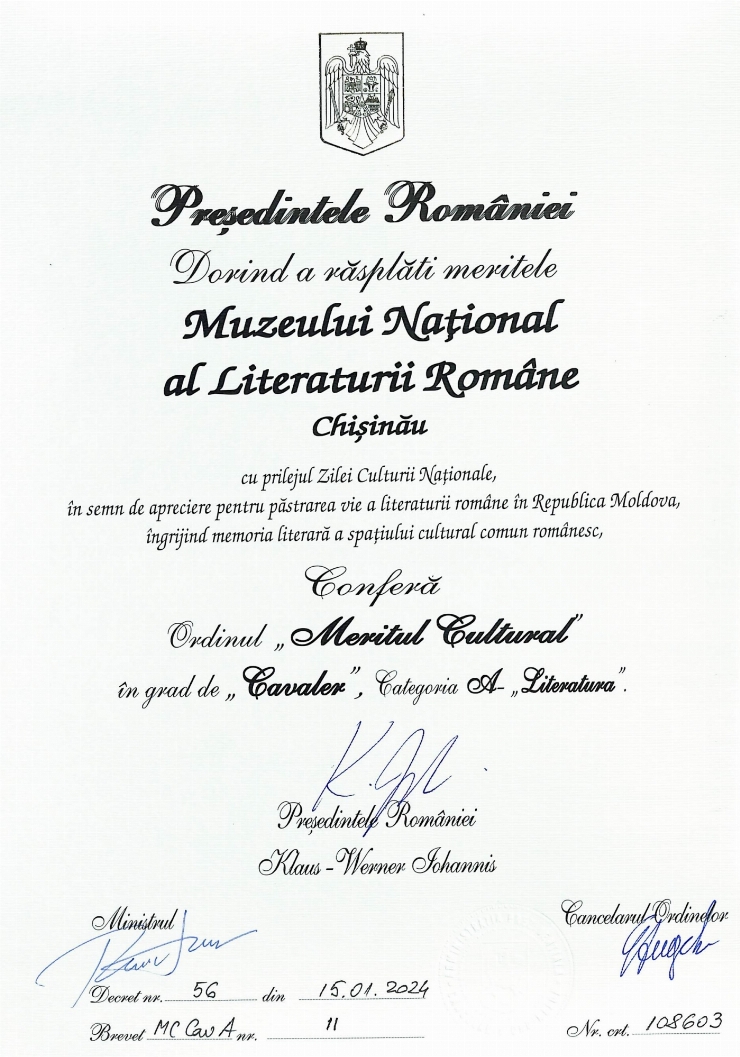 Președintele României
Dorind a răsplăti meritele
Muzeului Naţional
al Literaturii Române
Chișinău
cu prilejul Zilei Culturii Naționale,
în semn de apreciere pentru păstrarea vie a literaturii române în Republica Moldova,
îngrijind memoria literară a spațiului cultural comun românesc,
Conferă
Ordinul „Meritul Cultural”
în grad de „Cavaler”, Categoria A- „Literatura”.
Președintele României
Klaus - Werner Iohannis
Ministrul
Cancelarul Ordinelor
Decret nr. 56 din 15.01.2024
Brevet MC Cav A nr. 11
Nr. crt. 108603